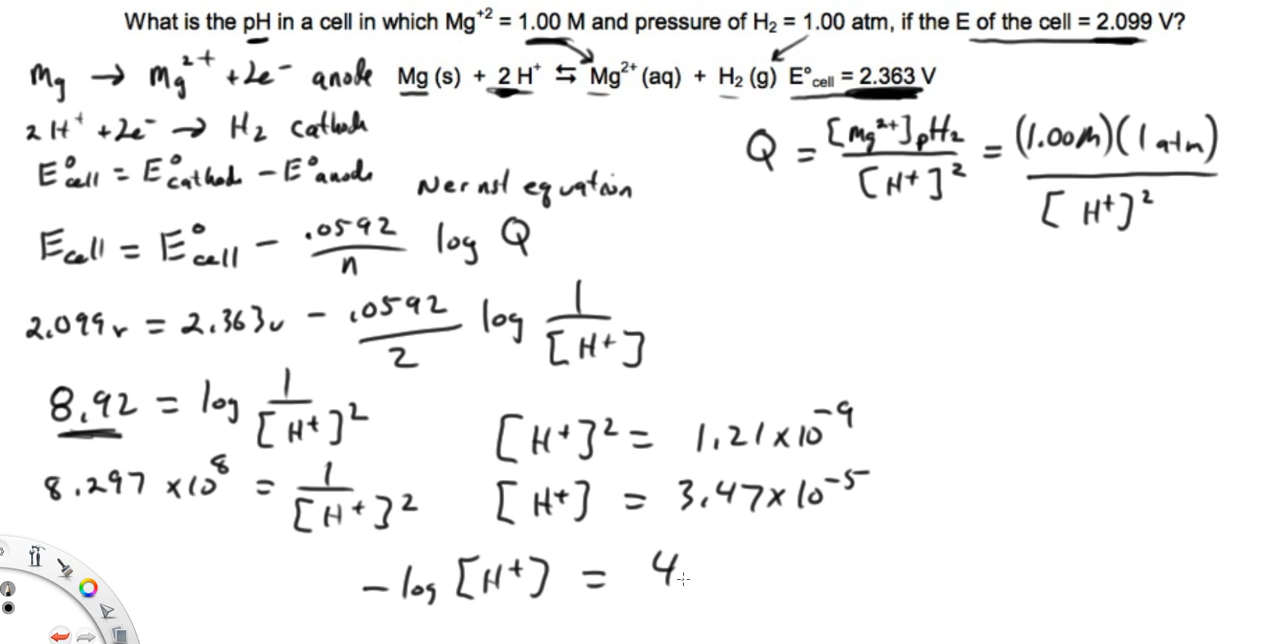 What is the pH in a cell in which Mg⁺² = 1.00 M and pressure of H₂ = 1.00 atm, if the E of the cell = 2.099 V?
Mg → Mg²⁺ + 2e⁻ anode
Mg (s) + 2 H⁺ ⇆ Mg²⁺ (aq) + H₂ (g) E°cell = 2.363 V
2H⁺ + 2e⁻ → H₂ cathode
Q = [Mg²⁺]pH₂ / [H⁺]² = (1.00M)(1 atm) / [H⁺]²
E°cell = E°cathode − E°anode
Nernst equation
Ecell = E°cell − .0592/n log Q
2.099v = 2.363v − .0592/2 log 1/[H⁺]
8.92 = log 1/[H⁺]²
[H⁺]² = 1.21 x 10⁻⁹
8.297 x10⁸ = 1/[H⁺]²
[H⁺] = 3.47 x 10⁻⁵
− log [H⁺] = 4.